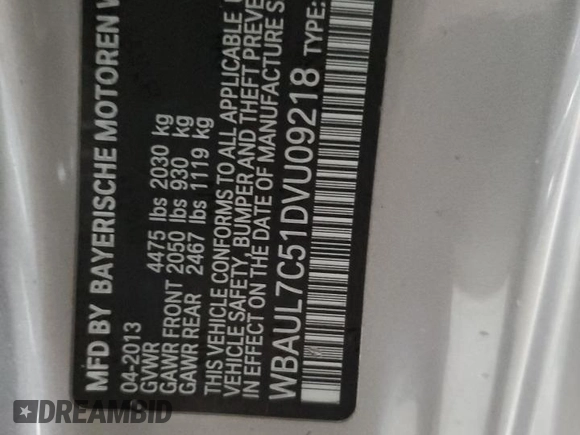 MFD BY BAYERISCHE MOTOREN W
04-2013
GVWR 4475 lbs 2030 kg
GAWR FRONT 2050 lbs 930 kg
GAWR REAR 2467 lbs 1119 kg
THIS VEHICLE CONFORMS TO ALL APPLICABLE
VEHICLE SAFETY, BUMPER AND THEFT PREVE
IN EFFECT ON THE DATE OF MANUFACTURE S
WBAUL7C51DVU09218 TYPE:
DREAMBID